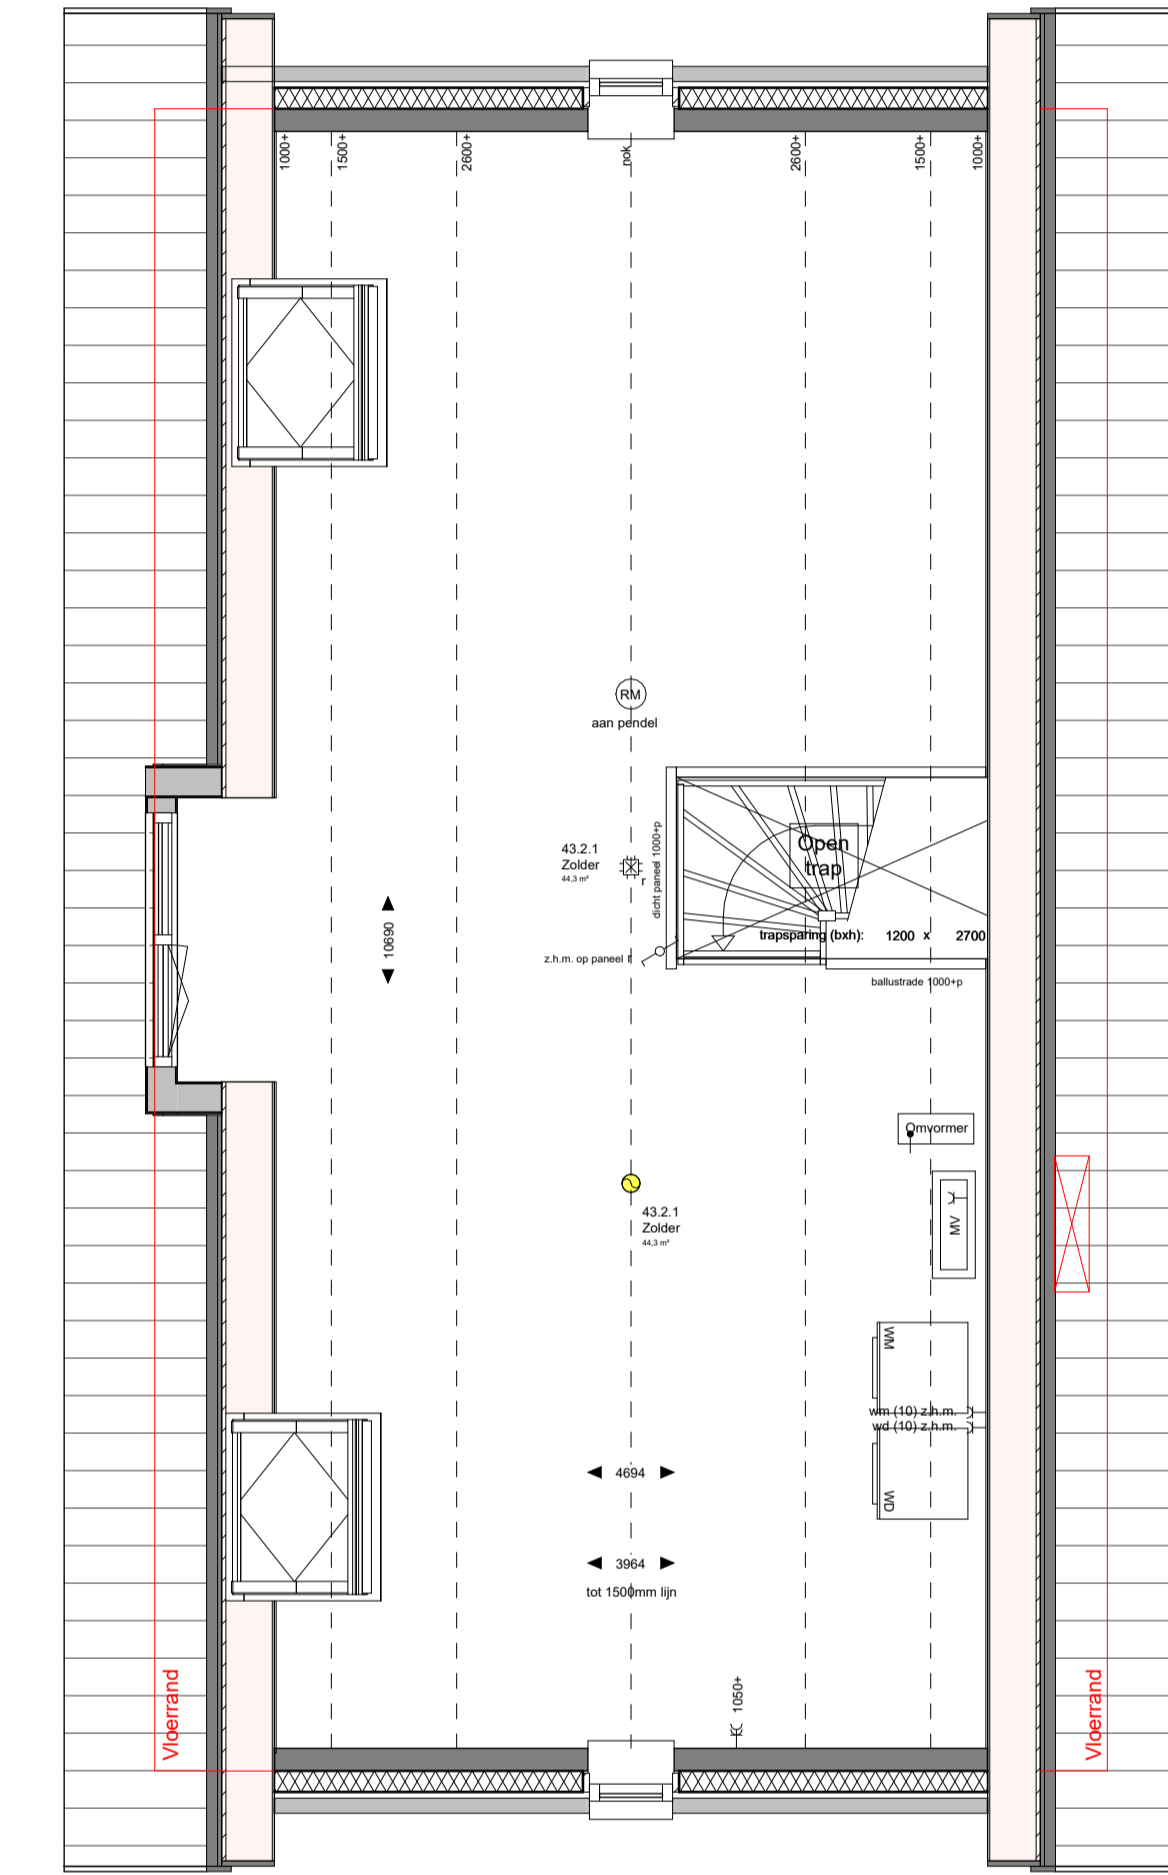 1000+
1500+
2600+
nok
2600+
1500+
1000+
RM
aan pendel
43.2.1
Zolder
44,3 m²
r
dicht paneel 1000+p
Open
trap
10690
trapsparing (bxh): 1200 x 2700
z.h.m. op paneel r
ballustrade 1000+p
Omvormer
43.2.1
Zolder
44,3 m²
MV
WM
wm (10) z.h.m.
wd (10) z.h.m.
WD
4694
3964
tot 1500mm lijn
1050+
Vloerrand
Vloerrand